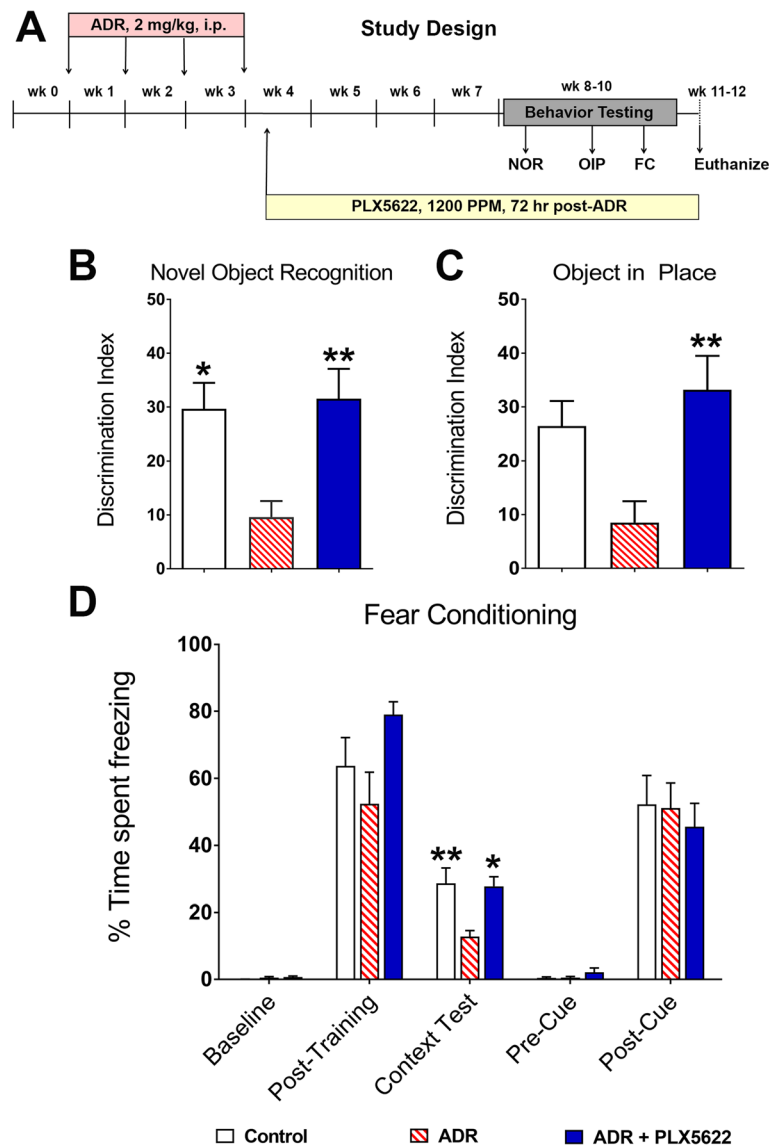 A
ADR, 2 mg/kg, i.p.
Study Design
wk 0 wk 1 wk 2 wk 3 wk 4 wk 5 wk 6 wk 7 wk 8-10 wk 11-12
Behavior Testing
NOR OIP FC Euthanize
PLX5622, 1200 PPM, 72 hr post-ADR
B
Novel Object Recognition
Discrimination Index
50
40
30
20
10
0
*
**
C
Object in Place
Discrimination Index
50
40
30
20
10
0
**
D
Fear Conditioning
% Time spent freezing
100
80
60
40
20
0
**
*
Baseline
Post-Training
Context Test
Pre-Cue
Post-Cue
Control ADR ADR + PLX5622